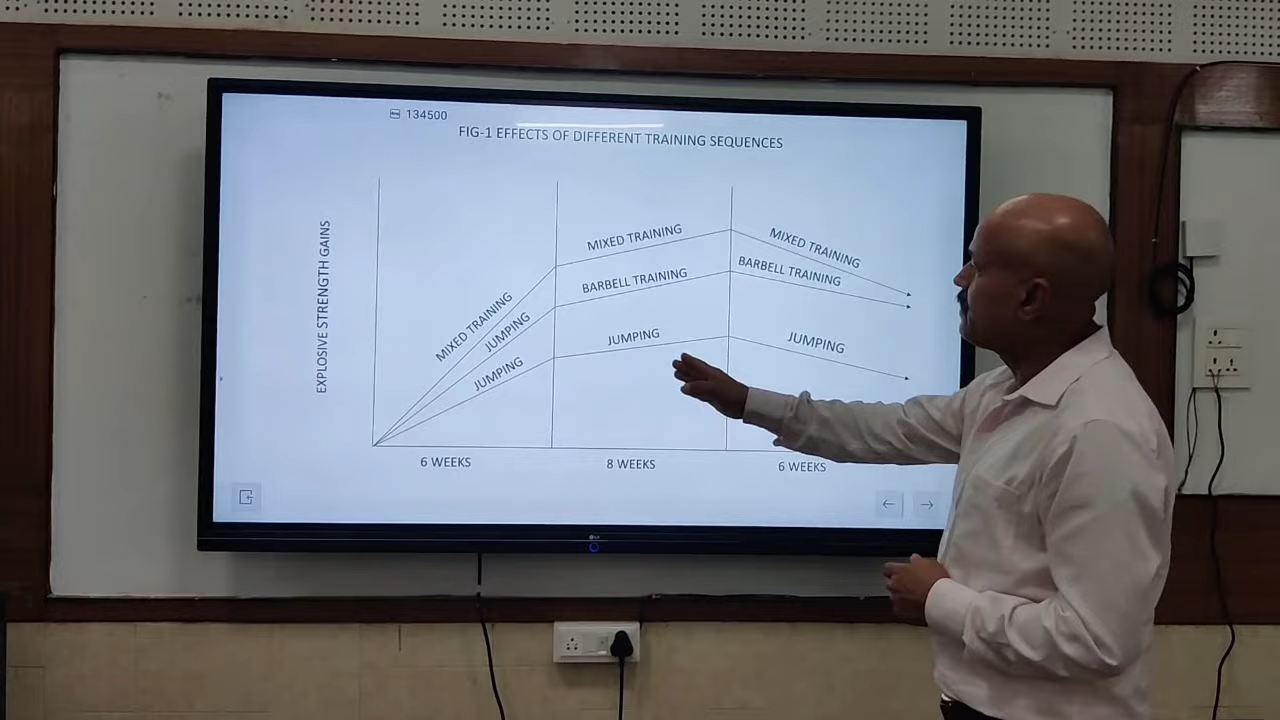 134500
FIG-1 EFFECTS OF DIFFERENT TRAINING SEQUENCES
EXPLOSIVE STRENGTH GAINS
MIXED TRAINING
JUMPING
JUMPING
MIXED TRAINING
BARBELL TRAINING
JUMPING
MIXED TRAINING
BARBELL TRAINING
JUMPING
6 WEEKS
8 WEEKS
6 WEEKS
LG